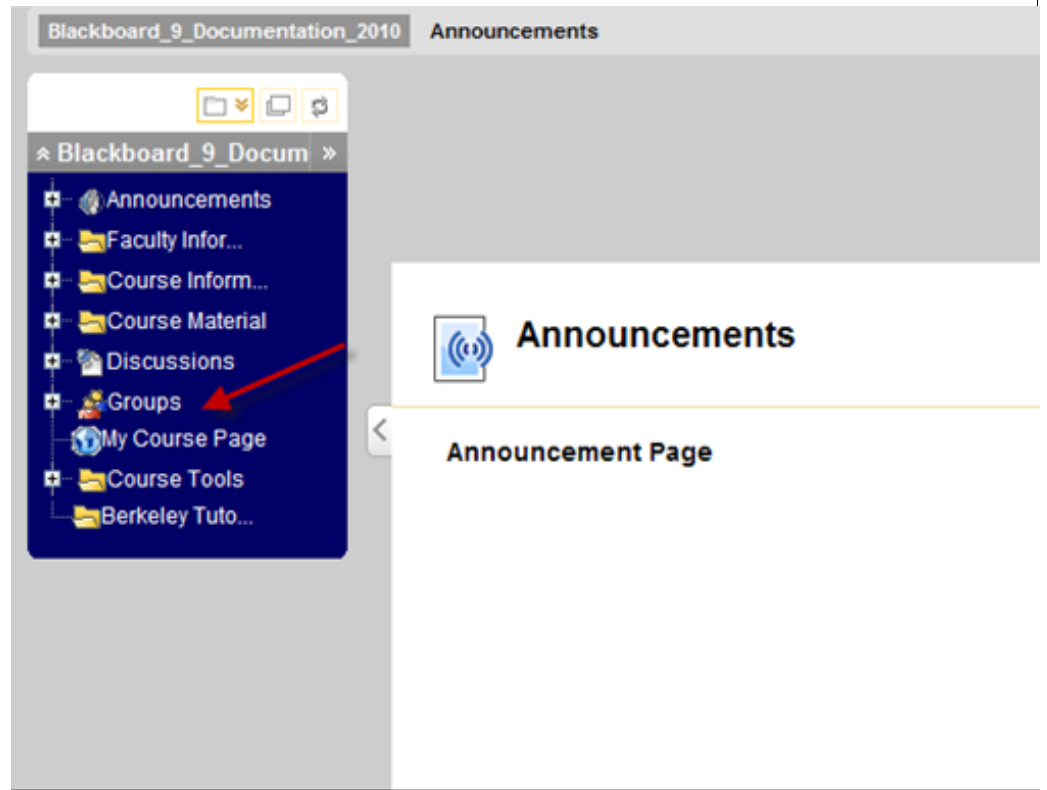 Blackboard_9_Documentation_2010 Announcements
Blackboard_9_Docum
Announcements
Faculty Infor...
Course Inform...
Course Material
Discussions
Groups
My Course Page
Course Tools
Berkeley Tuto...
Announcements
Announcement Page